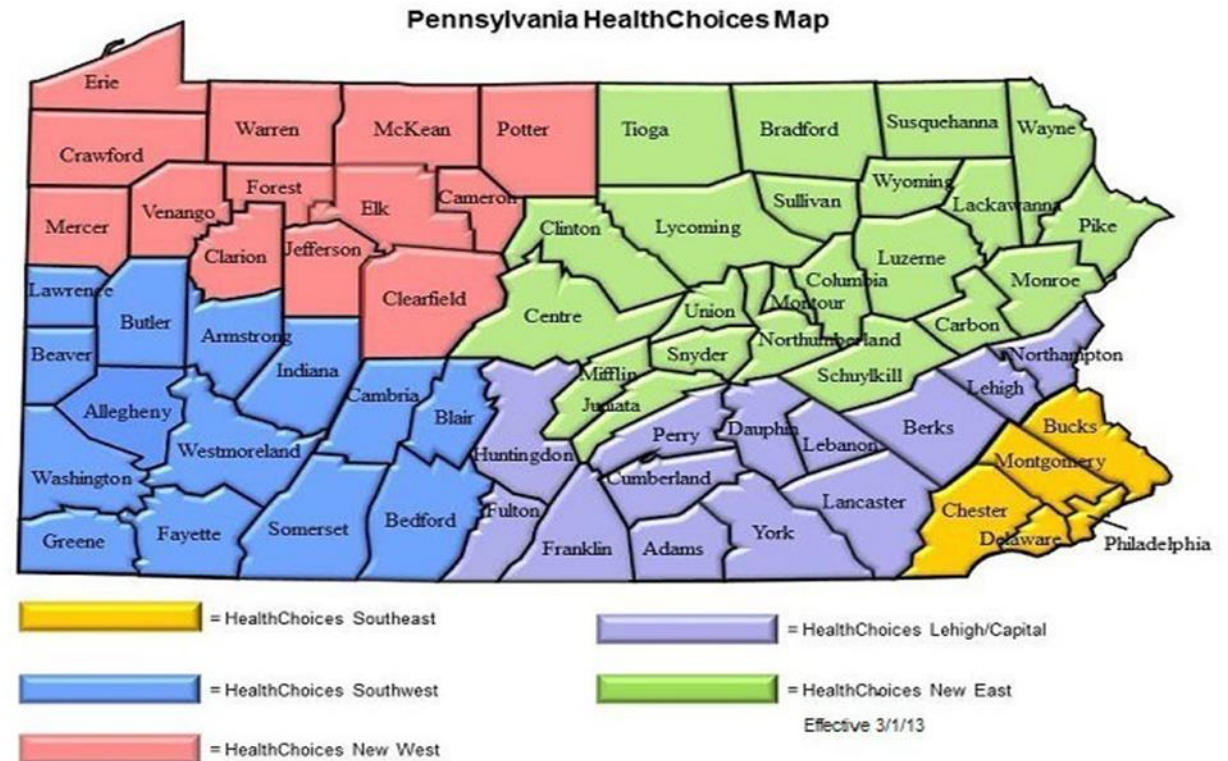 Pennsylvania HealthChoices Map
Erie
Warren
McKean
Potter
Tioga
Bradford
Susquehanna
Wayne
Crawford
Forest
Elk
Cameron
Sullivan
Wyoming
Lackawanna
Mercer
Venango
Clarion
Jefferson
Clinton
Lycoming
Luzerne
Pike
Lawrence
Butler
Armstrong
Clearfield
Centre
Union
Montour
Columbia
Carbon
Monroe
Beaver
Indiana
Snyder
Northumberland
Northampton
Allegheny
Cambria
Blair
Mifflin
Juniata
Schuylkill
Lehigh
Washington
Westmoreland
Huntingdon
Perry
Dauphin
Lebanon
Berks
Bucks
Montgomery
Cumberland
Greene
Fayette
Somerset
Bedford
Fulton
Franklin
Adams
York
Lancaster
Chester
Delaware
Philadelphia
= HealthChoices Southeast
= HealthChoices Lehigh/Capital
= HealthChoices Southwest
= HealthChoices New East
Effective 3/1/13
= HealthChoices New West